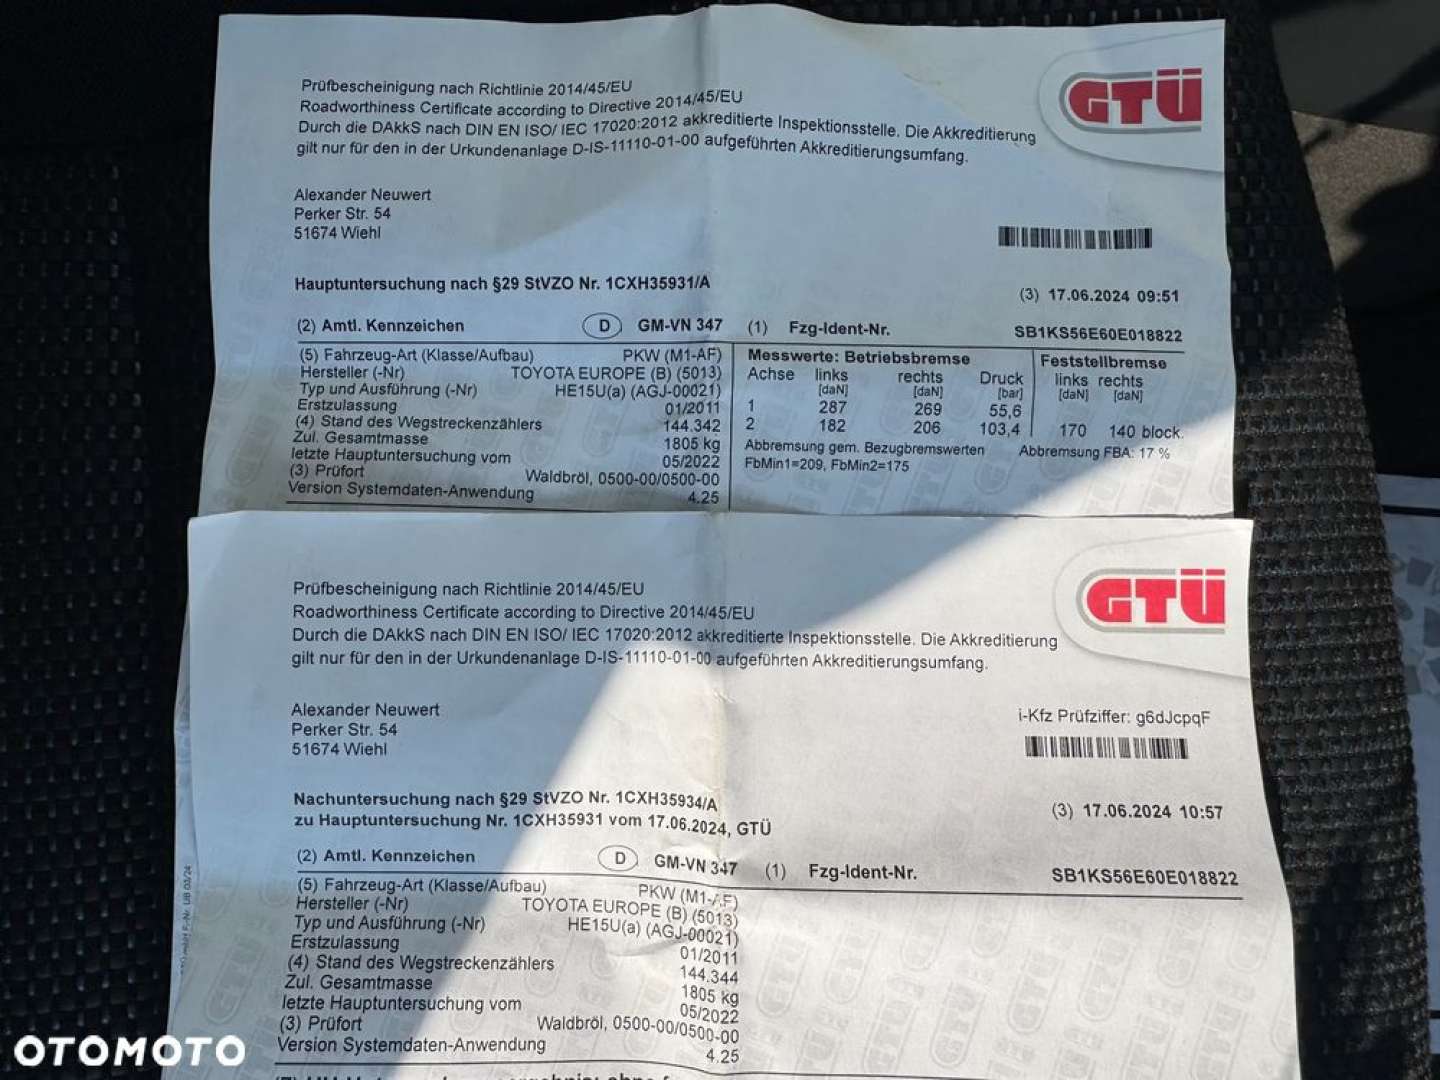 Prüfbescheinigung nach Richtlinie 2014/45/EU
Roadworthiness Certificate according to Directive 2014/45/EU
Durch die DAkkS nach DIN EN ISO/ IEC 17020:2012 akkreditierte Inspektionsstelle. Die Akkreditierung
gilt nur für den in der Urkundenanlage D-IS-11110-01-00 aufgeführten Akkreditierungsumfang.
GTÜ
Alexander Neuwert
Perker Str. 54
51674 Wiehl
Hauptuntersuchung nach §29 StVZO Nr. 1CXH35931/A
(3) 17.06.2024 09:51
(2) Amtl. Kennzeichen D GM-VN 347 (1) Fzg-Ident-Nr. SB1KS56E60E018822
(5) Fahrzeug-Art (Klasse/Aufbau) PKW (M1-AF)
Hersteller (-Nr) TOYOTA EUROPE (B) (5013)
Typ und Ausführung (-Nr) HE15U(a) (AGJ-00021)
Erstzulassung 01/2011
(4) Stand des Wegstreckenzählers 144.342
Zul. Gesamtmasse 1805 kg
letzte Hauptuntersuchung vom 05/2022
(3) Prüfort Waldbröl, 0500-00/0500-00
Version Systemdaten-Anwendung 4.25
Messwerte: Betriebsbremse Feststellbremse
Achse links rechts Druck links rechts
[daN] [daN] [bar] [daN] [daN]
1 287 269 55,6
2 182 206 103,4 170 140 block.
Abbremsung gem. Bezugbremswerten Abbremsung FBA: 17 %
FbMin1=209, FbMin2=175
Prüfbescheinigung nach Richtlinie 2014/45/EU
Roadworthiness Certificate according to Directive 2014/45/EU
Durch die DAkkS nach DIN EN ISO/ IEC 17020:2012 akkreditierte Inspektionsstelle. Die Akkreditierung
gilt nur für den in der Urkundenanlage D-IS-11110-01-00 aufgeführten Akkreditierungsumfang.
GTÜ
Alexander Neuwert
Perker Str. 54
51674 Wiehl
i-Kfz Prüfziffer: g6dJcpqF
Nachuntersuchung nach §29 StVZO Nr. 1CXH35934/A
zu Hauptuntersuchung Nr. 1CXH35931 vom 17.06.2024, GTÜ
(3) 17.06.2024 10:57
(2) Amtl. Kennzeichen D GM-VN 347 (1) Fzg-Ident-Nr. SB1KS56E60E018822
(5) Fahrzeug-Art (Klasse/Aufbau) PKW (M1-AF)
Hersteller (-Nr) TOYOTA EUROPE (B) (5013)
Typ und Ausführung (-Nr) HE15U(a) (AGJ-00021)
Erstzulassung 01/2011
(4) Stand des Wegstreckenzählers 144.344
Zul. Gesamtmasse 1805 kg
letzte Hauptuntersuchung vom 05/2022
(3) Prüfort Waldbröl, 0500-00/0500-00
Version Systemdaten-Anwendung 4.25
OTOMOTO